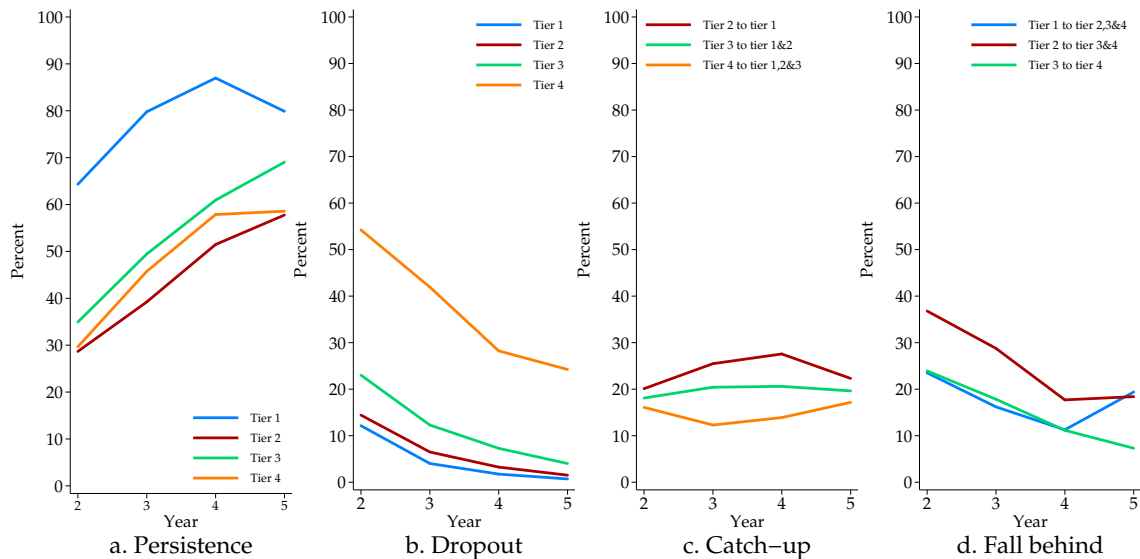 100
90
80
70
60
50
40
30
20
10
0
Percent
2
3
4
5
Year
Tier 1
Tier 2
Tier 3
Tier 4
a. Persistence
100
90
80
70
60
50
40
30
20
10
0
Percent
2
3
4
5
Year
Tier 1
Tier 2
Tier 3
Tier 4
b. Dropout
100
90
80
70
60
50
40
30
20
10
0
Percent
2
3
4
5
Year
Tier 2 to tier 1
Tier 3 to tier 1&2
Tier 4 to tier 1,2&3
c. Catch−up
100
90
80
70
60
50
40
30
20
10
0
Percent
2
3
4
5
Year
Tier 1 to tier 2,3&4
Tier 2 to tier 3&4
Tier 3 to tier 4
d. Fall behind